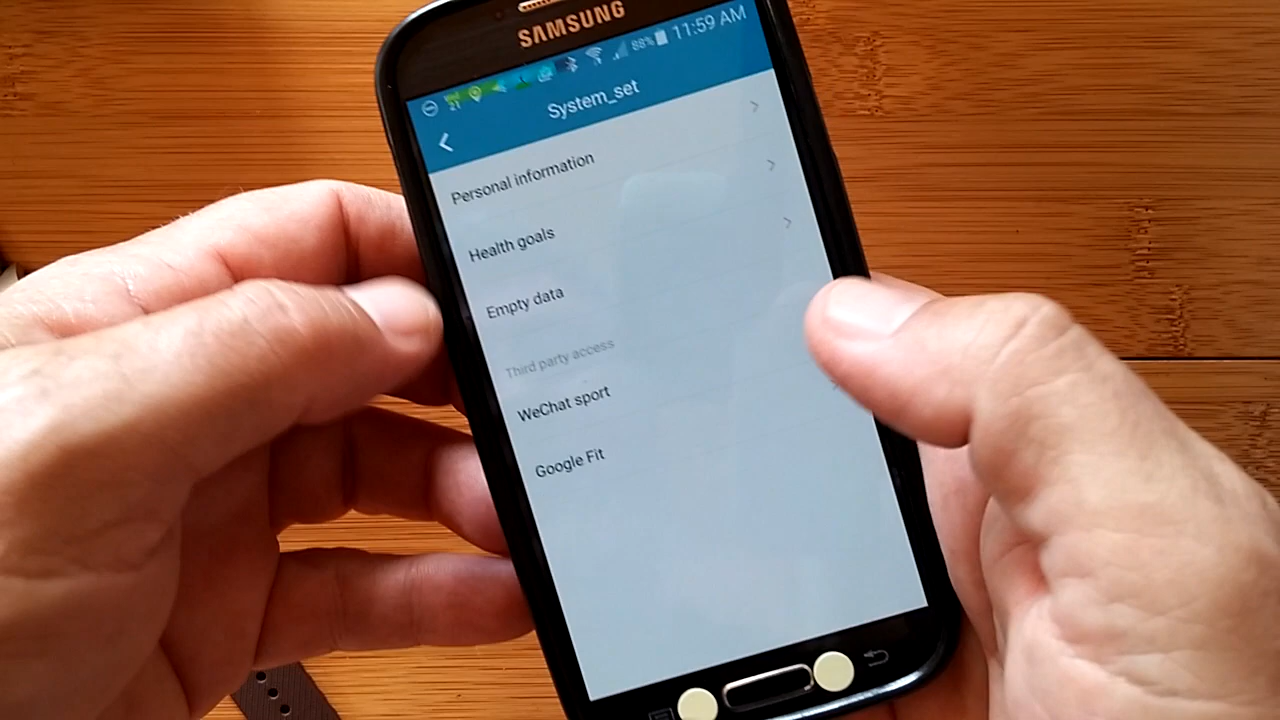 SAMSUNG
21 88% 11:59 AM
System_set
Personal information
Health goals
Empty data
Third party access
WeChat sport
Google Fit